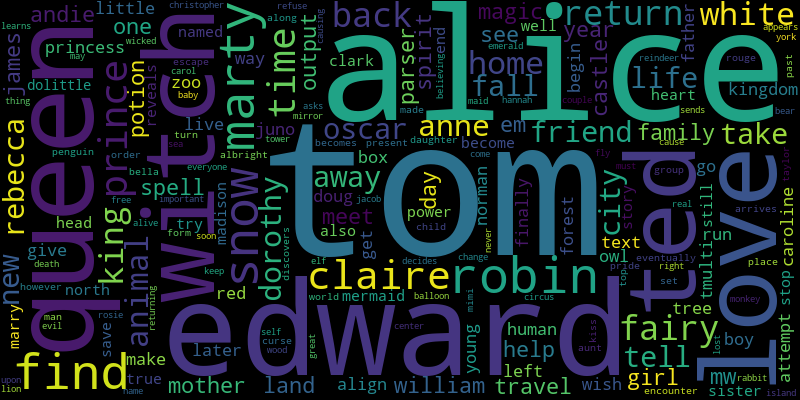 alice
tom
edward
queen
witch
love
ted
robin
claire
find
fairy
marty
snow
king
prince
white
return
back
home
fall
life
friend
family
take
anne
away
time
dorothy
oscar
magic
see
year
castler
father
kingdom
heart
begin
spirit
parser
output
clark
end
well
along
refuse
christopher
andie
little
one
princess
named
way
learns
wicked
may
james
dolittle
potion
zoo
reveals
escape
carol
baby
mirror
asks
causing
believing
made
maid
hannah
couple
emerald
york
appears
reindeer
rouge
past
sends
bear
juno
live
turn
thing
penguin
order
tower
becomes
present
daughter
become
em
sea
everyone
rebecca
animal
spell
bella
albright
box
doug
day
meet
also
power
child
jacob
come
fly
must
cause
group
taylor
city
story
go
real
arrives
caroline
new
head
give
death
north
however
free
important
try
form
soon
alive
madison
discovers
get
norman
finally
never
forest
owl
text
tmulti
still
run
eventually
pride
right
place
stop
marry
man
evil
save
rosie
returning
keep
red
elf
decides
change
world
mermaid
balloon
circus
top
set
tree
boy
lost
monkey
attempt
later
self
curse
wood
center
mimi
young
human
help
tell
girl
mw
rabbit
make
true
name
upon
lion
mother
land
great
align
william
left
travel
wish
kiss
aunt
encounter
sister
island